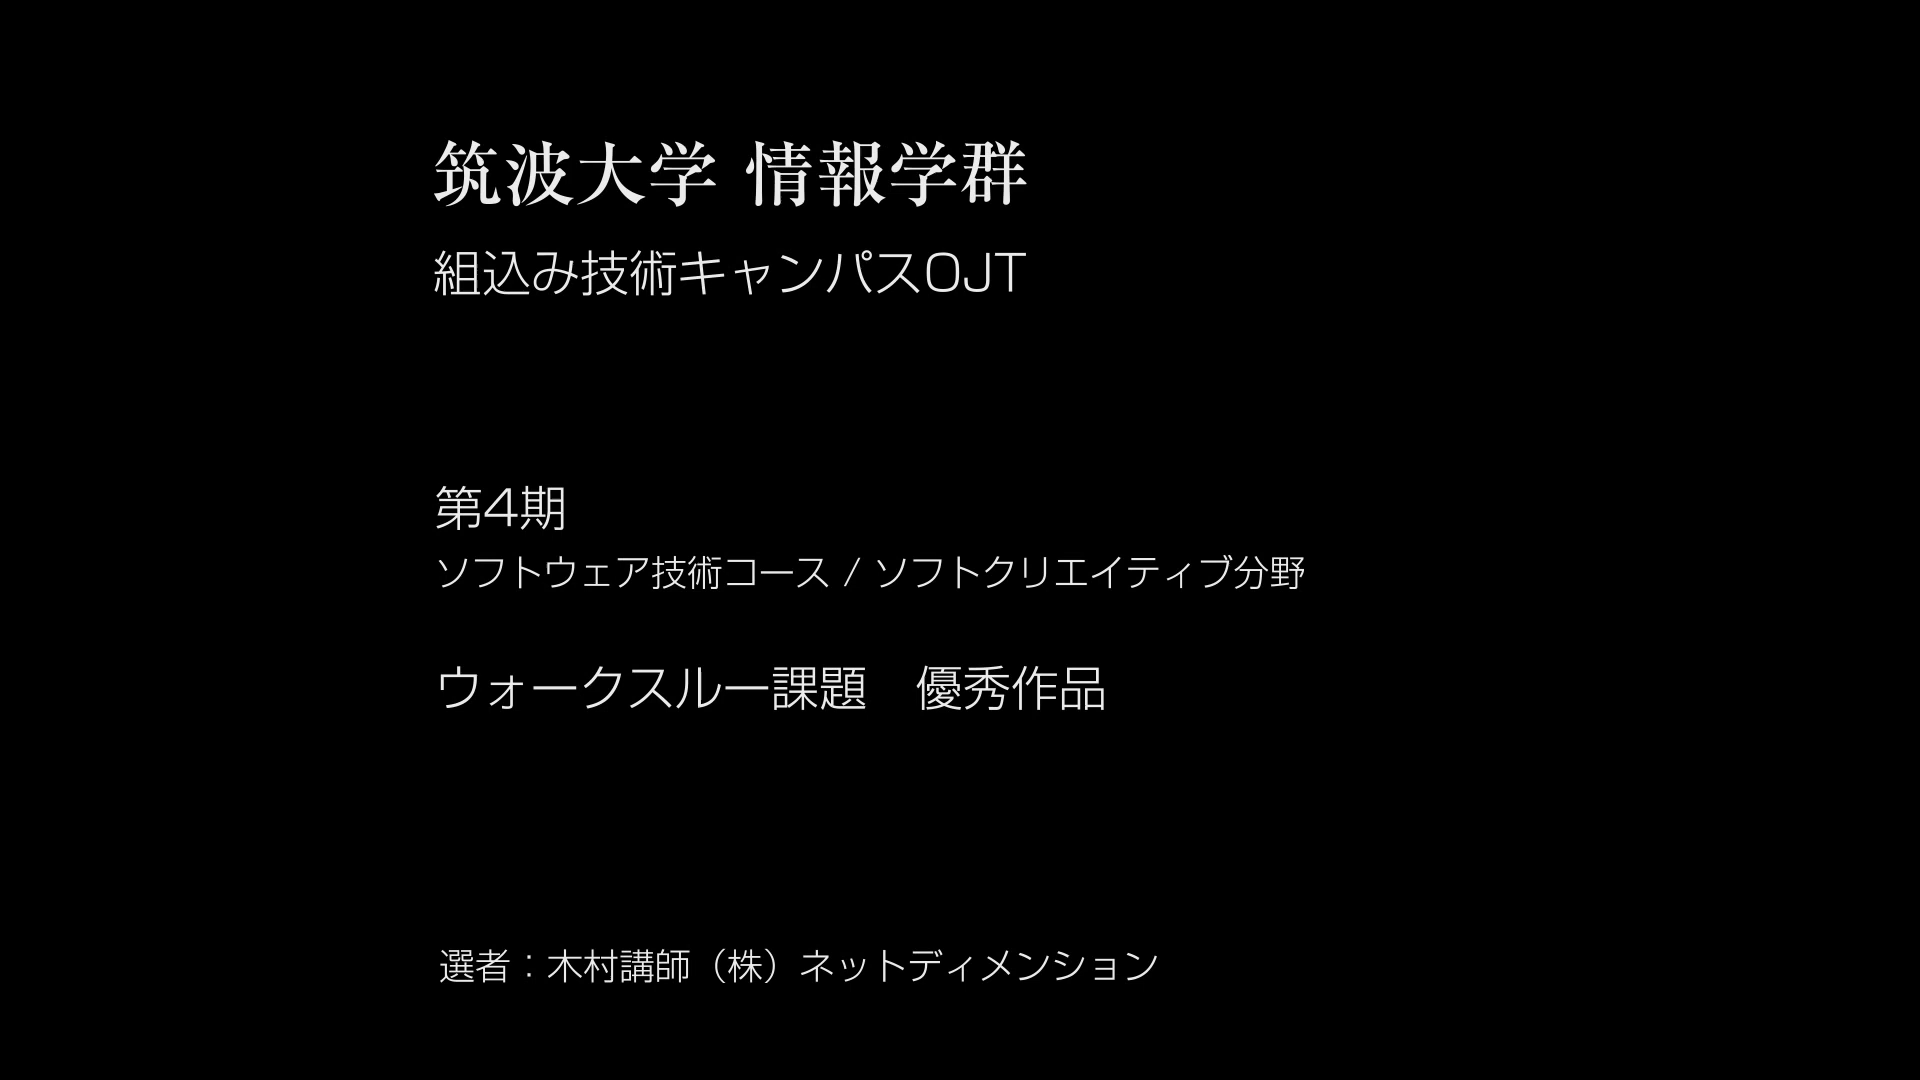 筑波大学 情報学群
組込み技術キャンパスOJT
第4期
ソフトウェア技術コース / ソフトクリエイティブ分野
ウォークスルー課題　優秀作品
選者：木村講師（株）ネットディメンション